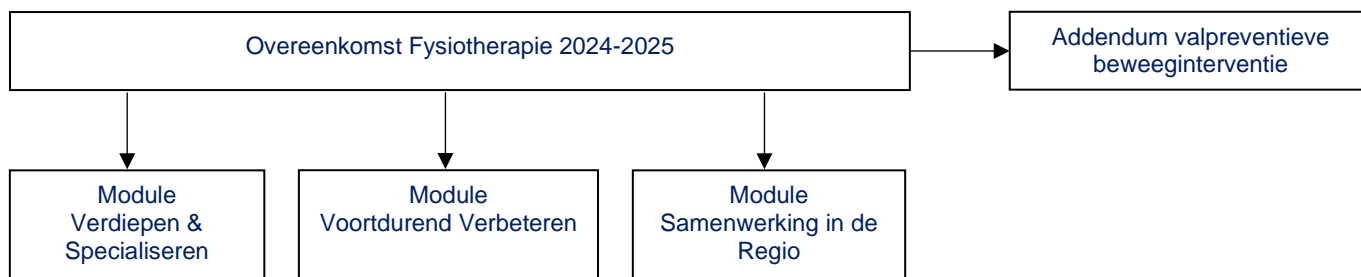 Overeenkomst Fysiotherapie 2024-2025
Addendum valpreventieve
beweeginterventie
Module
Verdiepen &
Specialiseren
Module
Voortdurend Verbeteren
Module
Samenwerking in de
Regio